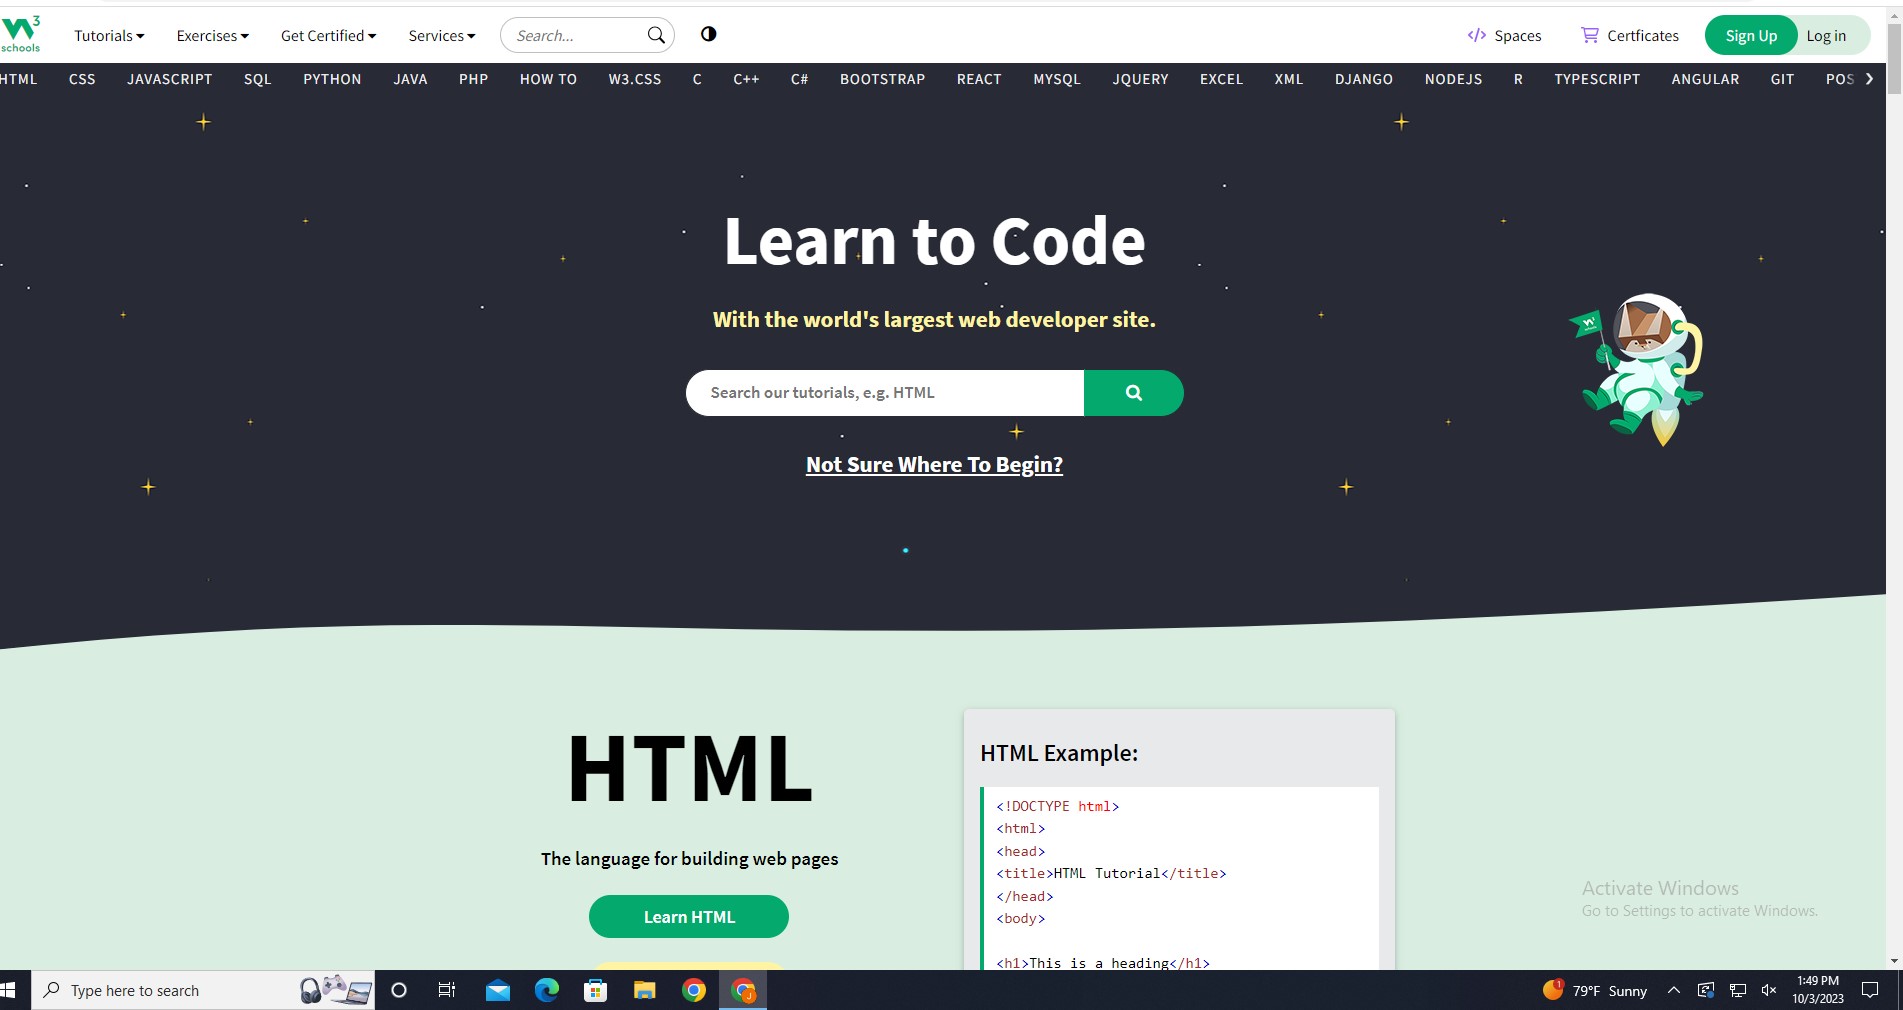 3
schools
Tutorials Exercises Get Certified Services Search... Spaces Certficates Sign Up Log in
HTML CSS JAVASCRIPT SQL PYTHON JAVA PHP HOW TO W3.CSS C C++ C# BOOTSTRAP REACT MYSQL JQUERY EXCEL XML DJANGO NODEJS R TYPESCRIPT ANGULAR GIT POS
Learn to Code
With the world's largest web developer site.
Search our tutorials, e.g. HTML
Not Sure Where To Begin?
HTML
The language for building web pages
Learn HTML
HTML Example:
<!DOCTYPE html>
<html>
<head>
<title>HTML Tutorial</title>
</head>
<body>
<h1>This is a heading</h1>
Activate Windows
Go to Settings to activate Windows.
Type here to search
J
1
79°F Sunny
1:49 PM
10/3/2023